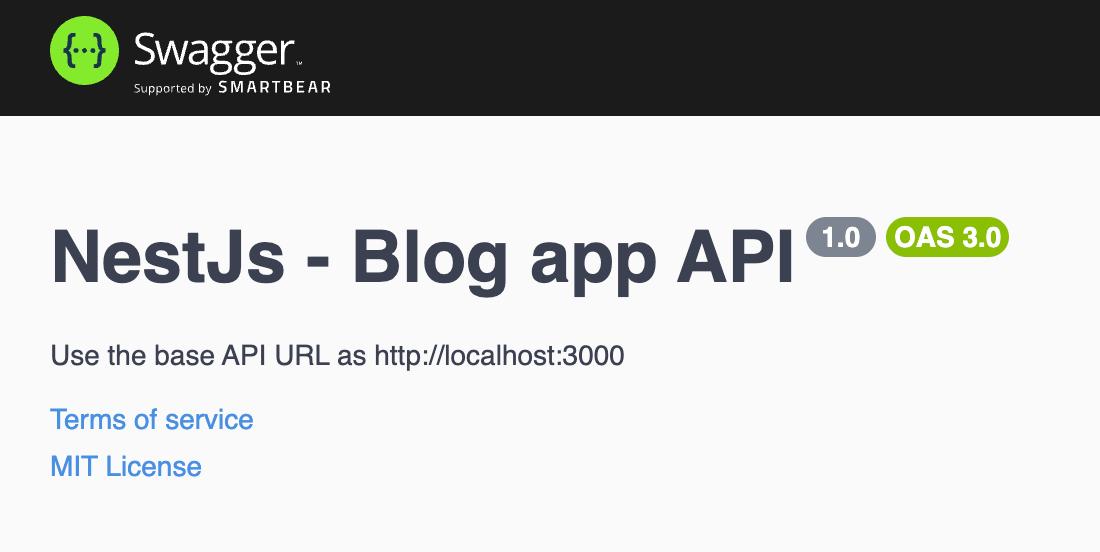 {···} Swagger™
Supported by SMARTBEAR
NestJs - Blog app API 1.0 OAS 3.0
Use the base API URL as http://localhost:3000
Terms of service
MIT License